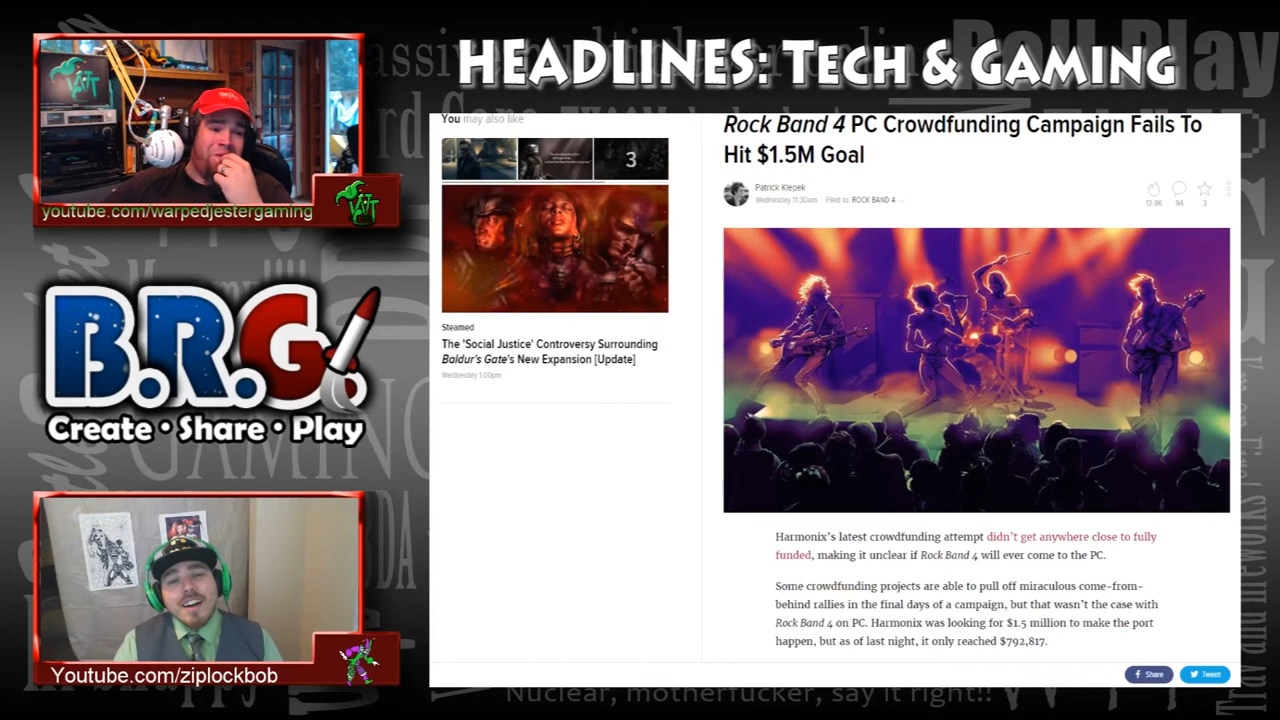 HEADLINES: TECH & GAMING
youtube.com/warpedjestergaming
B.R.G.
Create • Share • Play
Youtube.com/ziplockbob
You may also like
3
Steamed
The 'Social Justice' Controversy Surrounding
Baldur's Gate's New Expansion [Update]
Wednesday 1:00pm
Rock Band 4 PC Crowdfunding Campaign Fails To
Hit $1.5M Goal
Patrick Klepek
Wednesday 11:30am · Filed to: ROCK BAND 4
13.9K 94 3
Harmonix's latest crowdfunding attempt didn't get anywhere close to fully
funded, making it unclear if Rock Band 4 will ever come to the PC.
Some crowdfunding projects are able to pull off miraculous come-from-
behind rallies in the final days of a campaign, but that wasn't the case with
Rock Band 4 on PC. Harmonix was looking for $1.5 million to make the port
happen, but as of last night, it only reached $792,817.
Share Tweet
Roll Play
GAMING
Nuclear, motherfucker, say it right!!